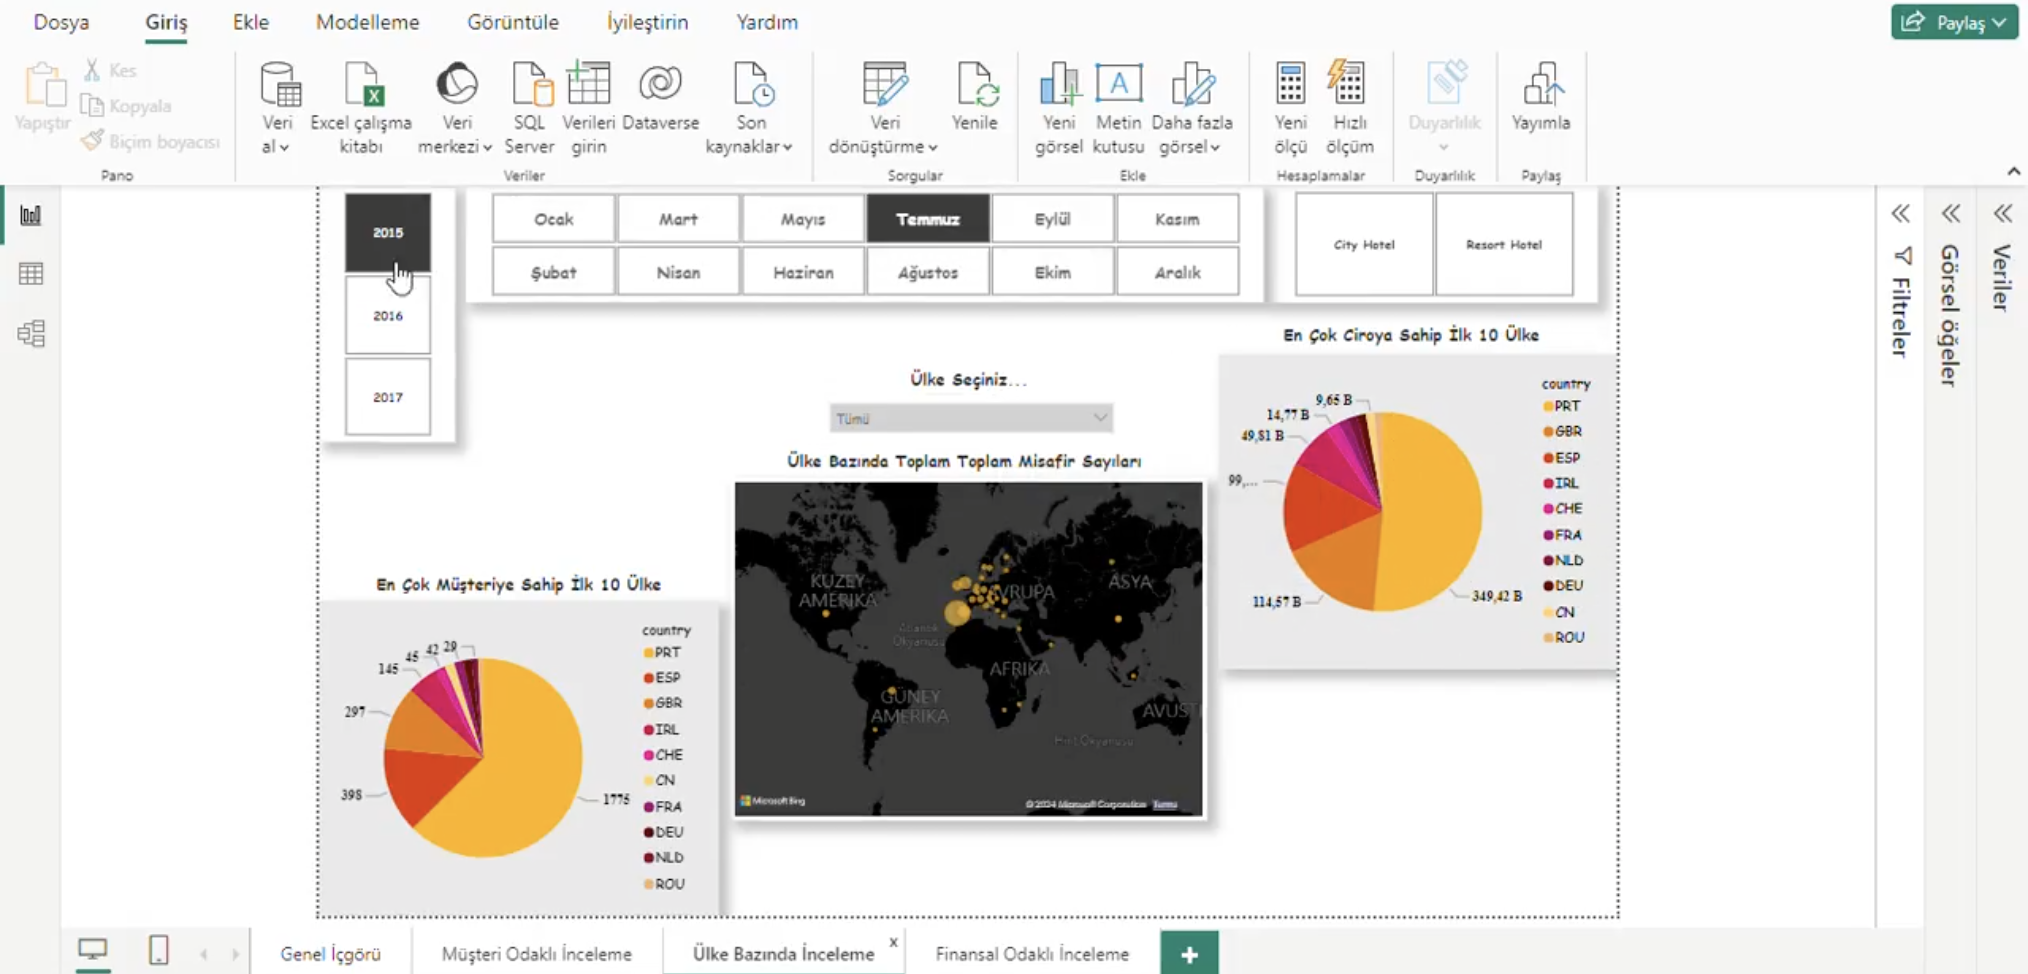 Dosya Giriş Ekle Modelleme Görüntüle İyileştirin Yardım Paylaş
Yapıştır
Kes
Kopyala
Biçim boyacısı
Pano
Veri al
Excel çalışma kitabı
Veri merkezi
SQL Server
Verileri girin
Dataverse
Son kaynaklar
Veriler
Veri dönüştürme
Yenile
Sorgular
Yeni görsel
Metin kutusu
Daha fazla görsel
Ekle
Yeni ölçü
Hızlı ölçüm
Hesaplamalar
Duyarlılık
Duyarlılık
Yayımla
Paylaş
2015
2016
2017
Ocak Mart Mayıs Temmuz Eylül Kasım
Şubat Nisan Haziran Ağustos Ekim Aralık
City Hotel Resort Hotel
Filtreler
Görsel öğeler
Veriler
Ülke Seçiniz...
Tümü
Ülke Bazında Toplam Toplam Misafir Sayıları
KUZEY AMERIKA
Atlantik Okyanusu
AVRUPA
ASYA
AFRIKA
GÜNEY AMERIKA
AVUST
Hint Okyanusu
Microsoft Bing
© 2024 Microsoft Corporation Terms
En Çok Ciroya Sahip İlk 10 Ülke
9,65 B
14,77 B
49,81 B
99,...
114,57 B
349,42 B
country
PRT
GBR
ESP
IRL
CHE
FRA
NLD
DEU
CN
ROU
En Çok Müşteriye Sahip İlk 10 Ülke
29
42
45
145
297
398
1775
country
PRT
ESP
GBR
IRL
CHE
CN
FRA
DEU
NLD
ROU
Genel İçgörü Müşteri Odaklı İnceleme Ülke Bazında İnceleme x Finansal Odaklı İnceleme +